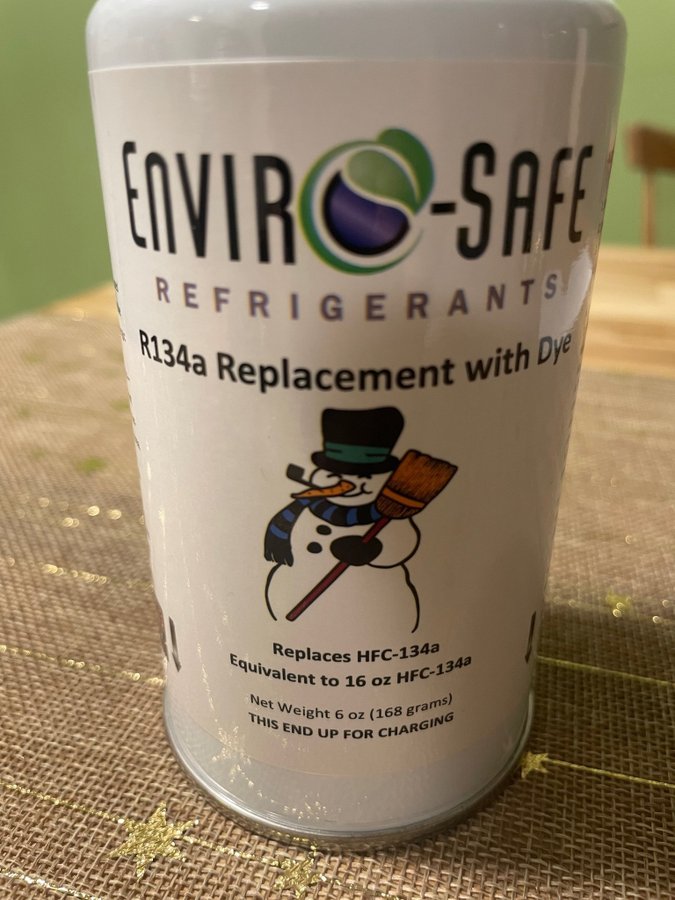 ENVIRO-SAFE
REFRIGERANTS
R134a Replacement with Dye
Replaces HFC-134a
Equivalent to 16 oz HFC-134a
Net Weight 6 oz (168 grams)
THIS END UP FOR CHARGING